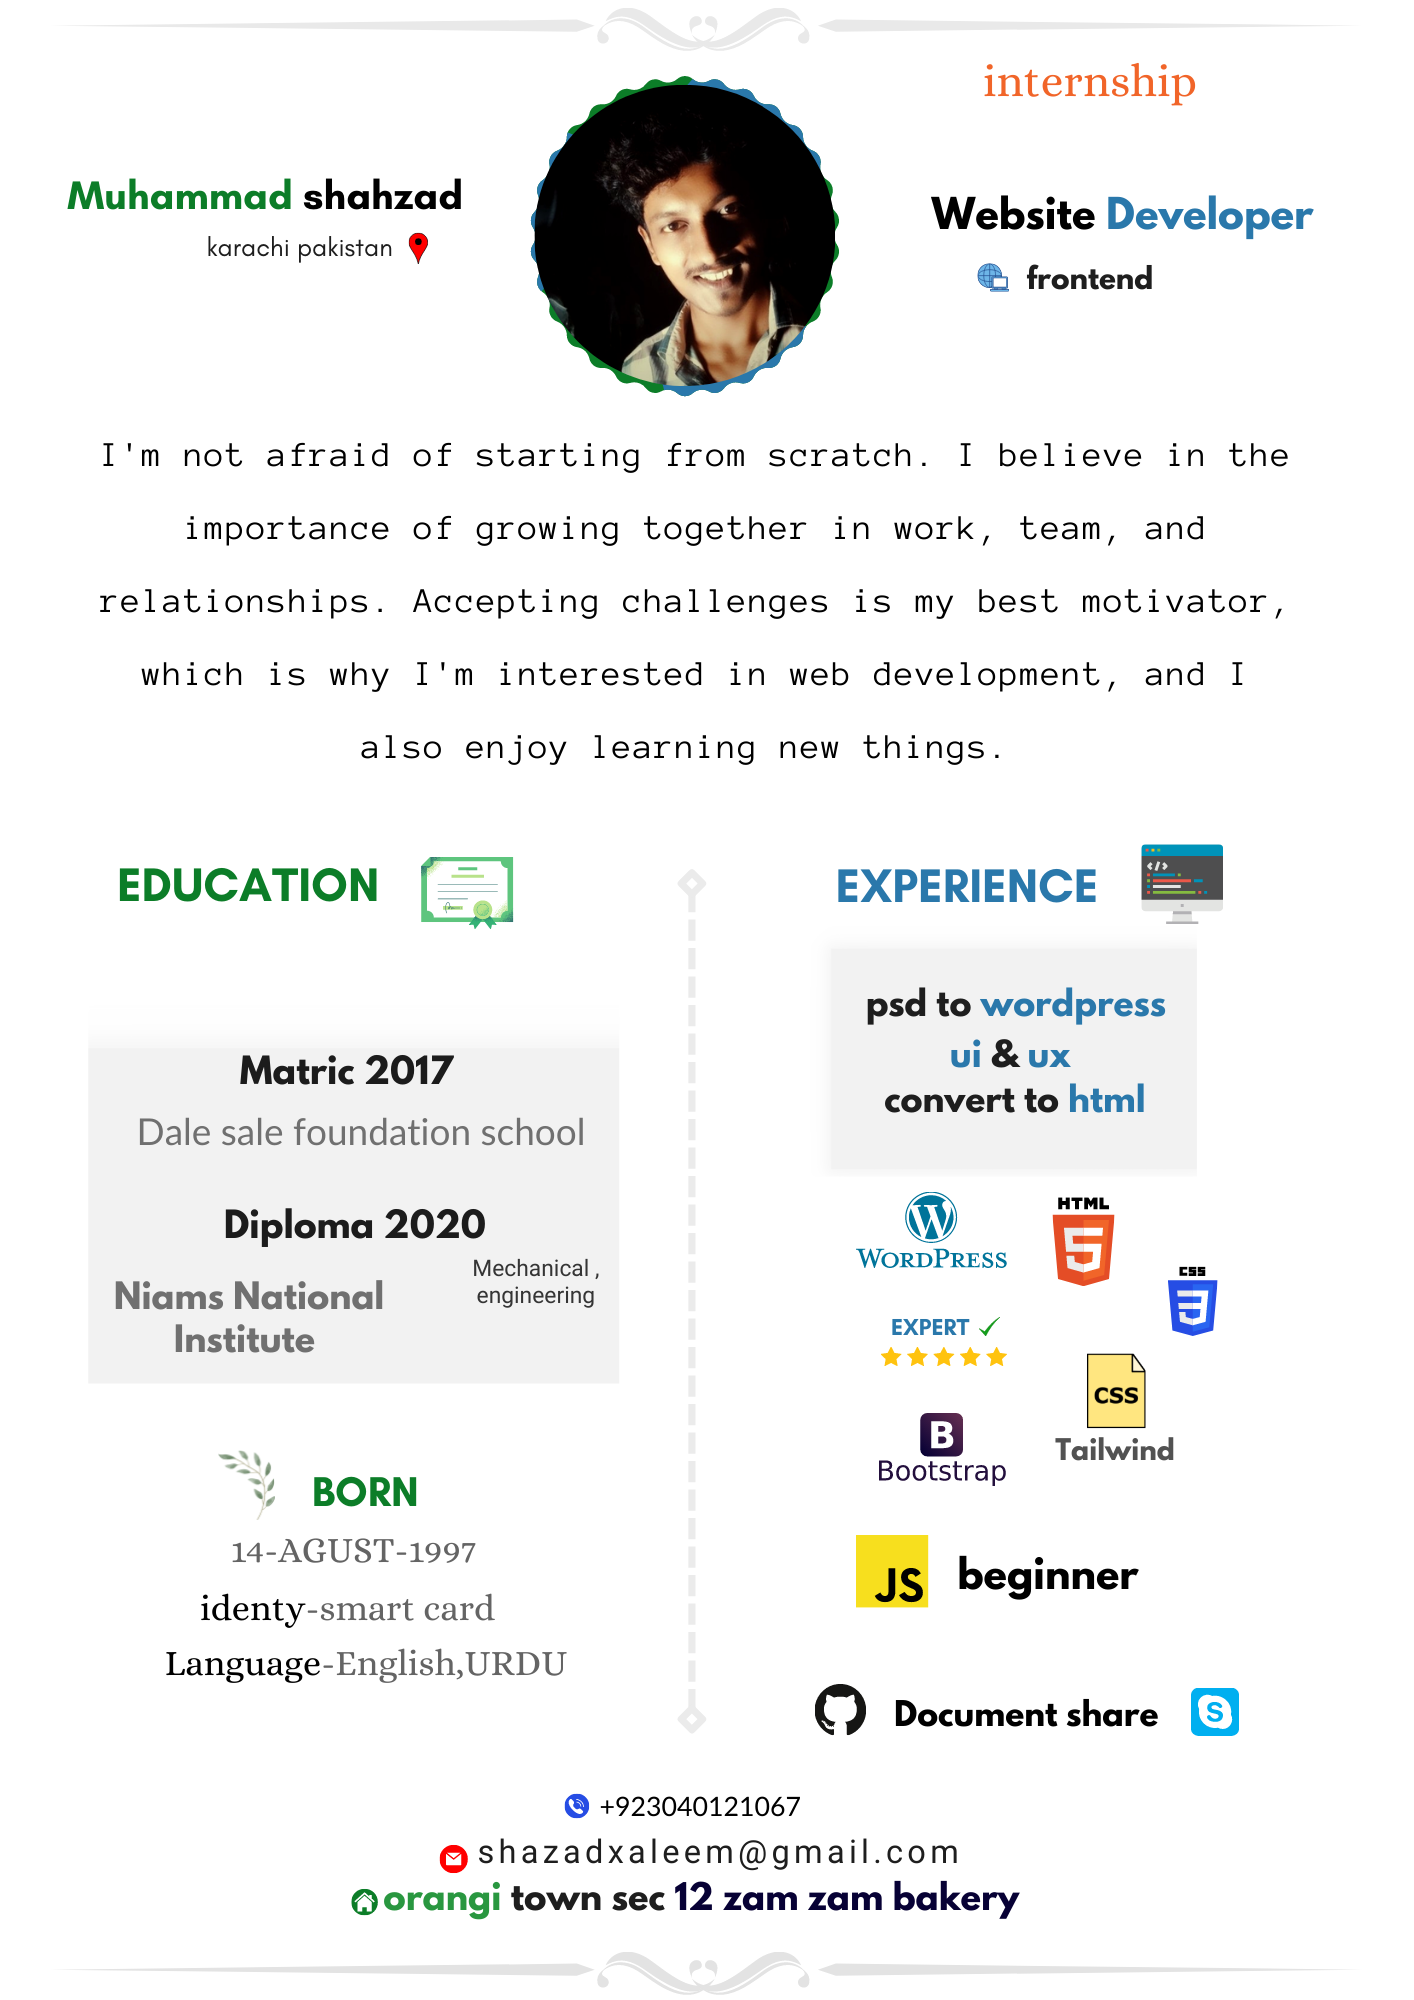 internship
Muhammad shahzad
karachi pakistan
Website Developer
frontend
I'm not afraid of starting from scratch. I believe in the
importance of growing together in work, team, and
relationships. Accepting challenges is my best motivator,
which is why I'm interested in web development, and I
also enjoy learning new things.
EDUCATION
Matric 2017
Dale sale foundation school
Diploma 2020
Mechanical ,
engineering
Niams National
Institute
BORN
14-AGUST-1997
identy-smart card
Language-English,URDU
EXPERIENCE
psd to wordpress
ui & ux
convert to html
WORDPRESS
HTML
5
CSS
3
EXPERT
CSS
Tailwind
B
Bootstrap
JS
beginner
Document share
S
+923040121067
shazadxaleem@gmail.com
orangi town sec 12 zam zam bakery